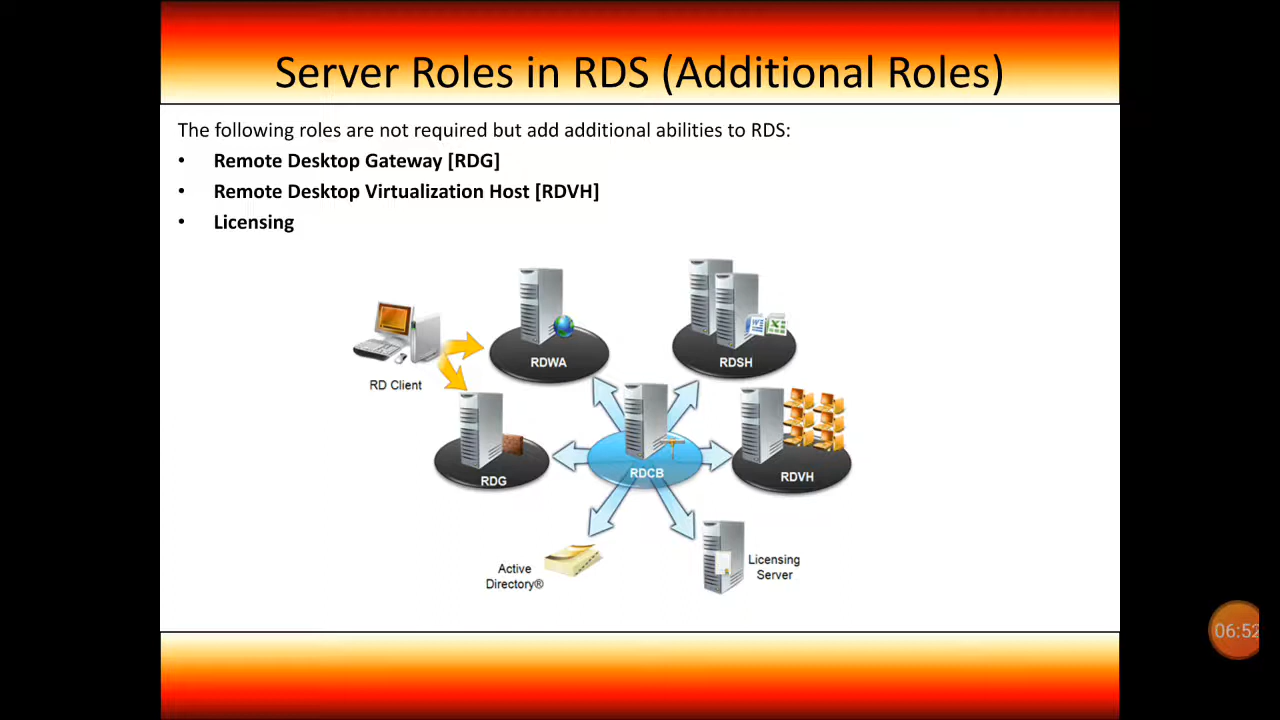 Server Roles in RDS (Additional Roles)
The following roles are not required but add additional abilities to RDS:
• Remote Desktop Gateway [RDG]
• Remote Desktop Virtualization Host [RDVH]
• Licensing
RDWA
RDSH
RD Client
RDG
RDCB
RDVH
Active
Directory®
Licensing
Server
06:52